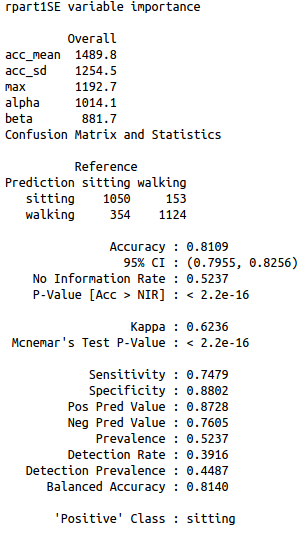 rpart1SE variable importance
Overall
acc_mean 1489.8
acc_sd 1254.5
max 1192.7
alpha 1014.1
beta 881.7
Confusion Matrix and Statistics
Reference
Prediction sitting walking
sitting 1050 153
walking 354 1124
Accuracy : 0.8109
95% CI : (0.7955, 0.8256)
No Information Rate : 0.5237
P-Value [Acc > NIR] : < 2.2e-16
Kappa : 0.6236
Mcnemar's Test P-Value : < 2.2e-16
Sensitivity : 0.7479
Specificity : 0.8802
Pos Pred Value : 0.8728
Neg Pred Value : 0.7605
Prevalence : 0.5237
Detection Rate : 0.3916
Detection Prevalence : 0.4487
Balanced Accuracy : 0.8140
'Positive' Class : sitting